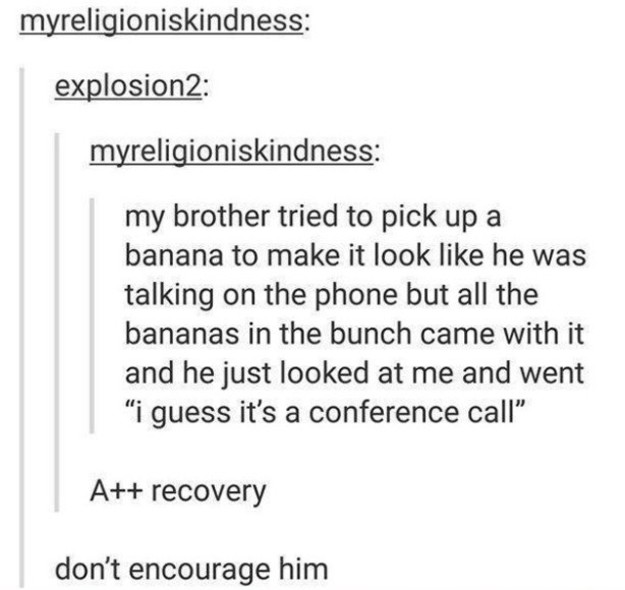 myreligioniskindness:
explosion2:
myreligioniskindness:
my brother tried to pick up a
banana to make it look like he was
talking on the phone but all the
bananas in the bunch came with it
and he just looked at me and went
“i guess it’s a conference call”
A++ recovery
don't encourage him